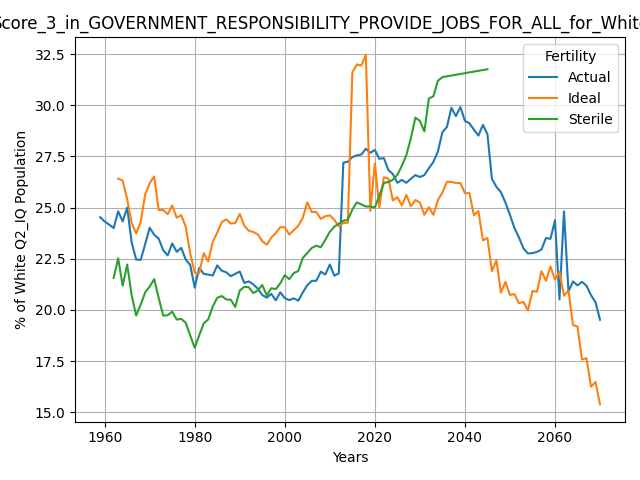 Score_3_in_GOVERNMENT_RESPONSIBILITY_PROVIDE_JOBS_FOR_ALL_for_White
Fertility
Actual
Ideal
Sterile
% of White Q2_IQ Population
32.5
30.0
27.5
25.0
22.5
20.0
17.5
15.0
1960
1980
2000
2020
2040
2060
Years